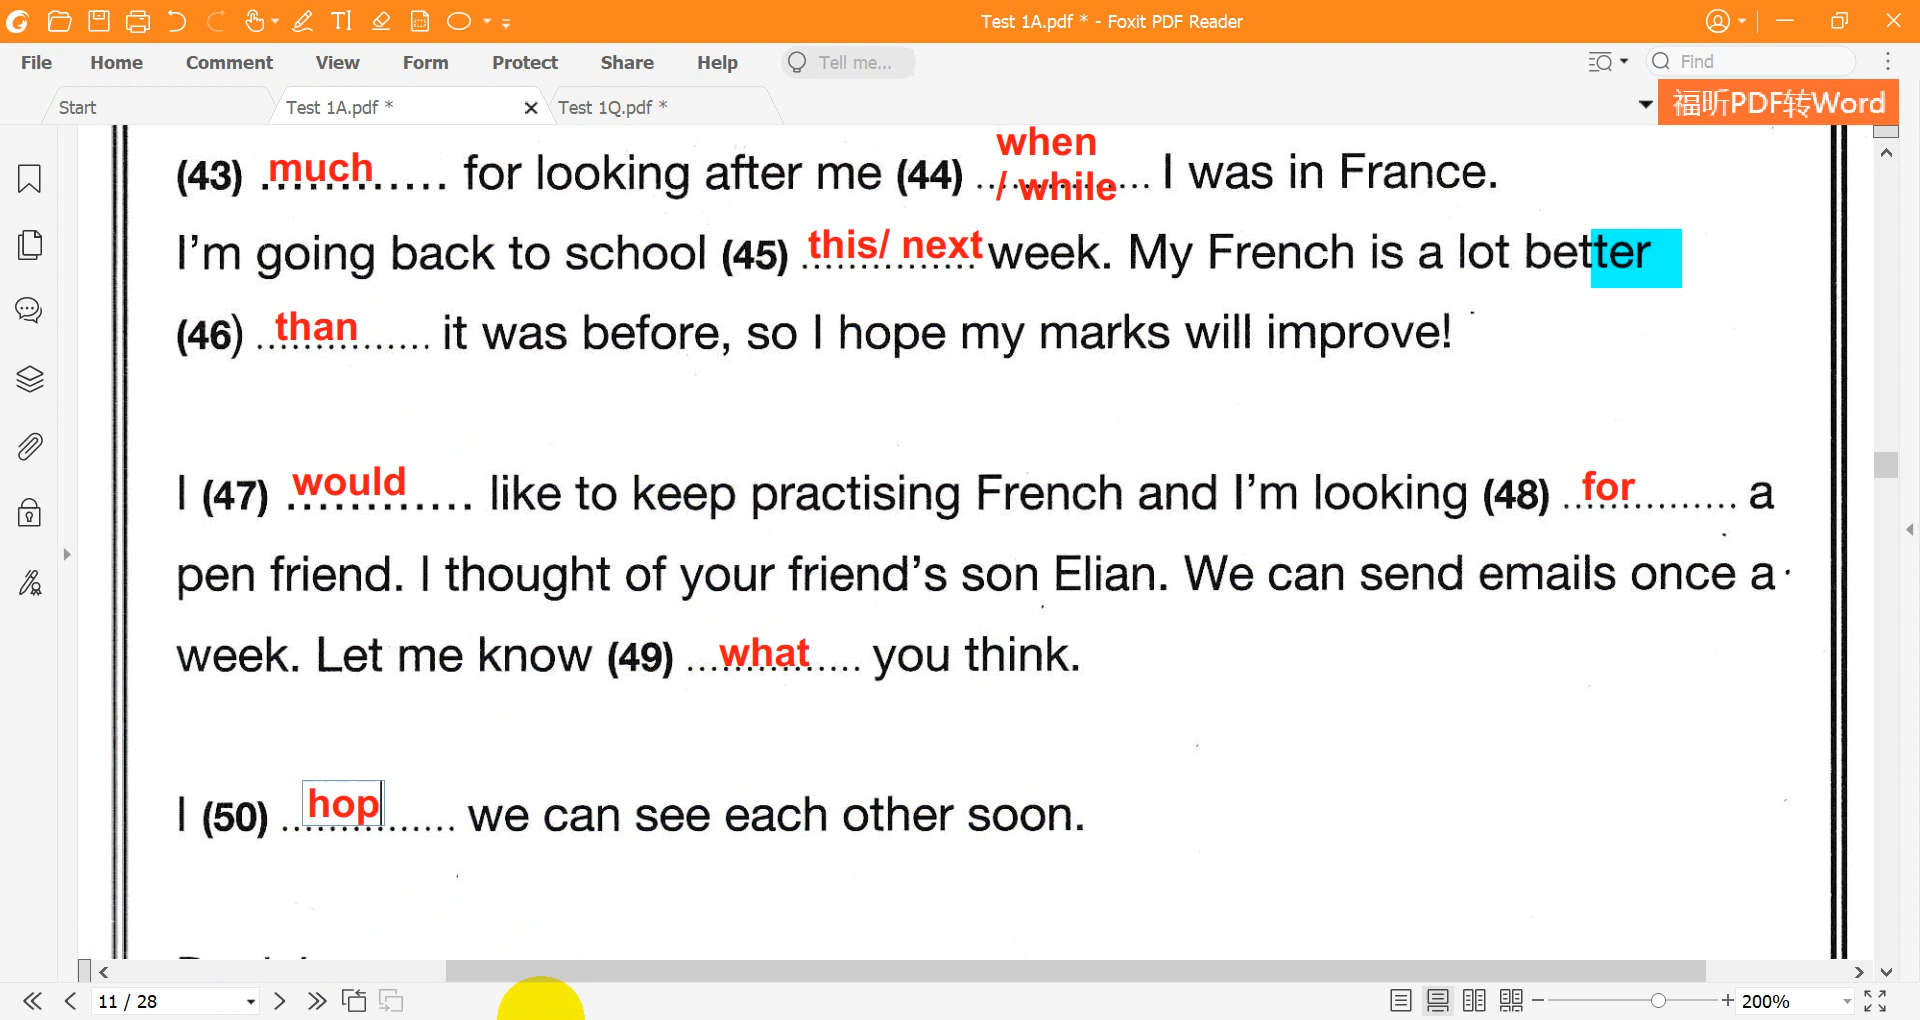 Test 1A.pdf * - Foxit PDF Reader
File Home Comment View Form Protect Share Help Tell me... Find
Start Test 1A.pdf * Test 1Q.pdf * 福昕PDF转Word
when
(43) much for looking after me (44) / while I was in France.
I'm going back to school (45) this/ next week. My French is a lot better
(46) than it was before, so I hope my marks will improve!
I (47) would like to keep practising French and I'm looking (48) for a
pen friend. I thought of your friend's son Elian. We can send emails once a
week. Let me know (49) what you think.
I (50) hop we can see each other soon.
11 / 28 200%